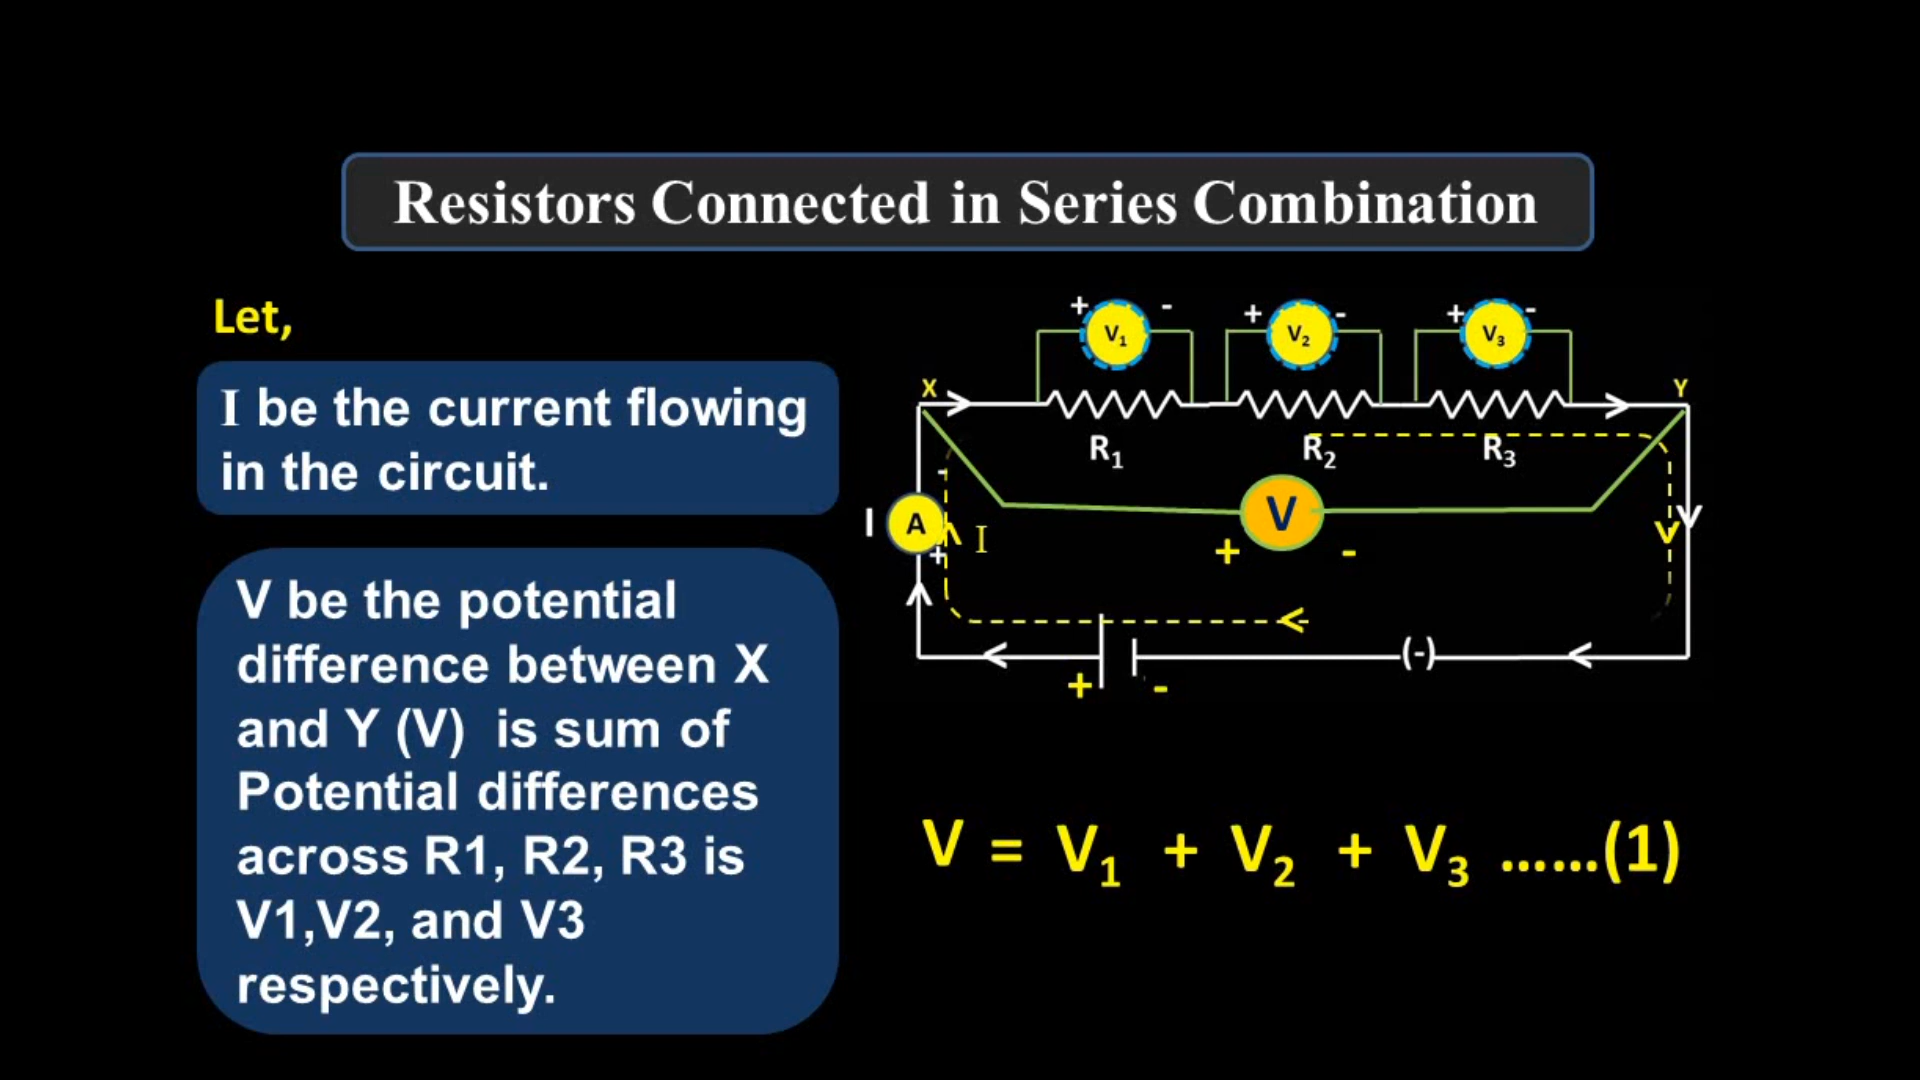 Resistors Connected in Series Combination
Let,
I be the current flowing
in the circuit.
V be the potential
difference between X
and Y (V) is sum of
Potential differences
across R1, R2, R3 is
V1,V2, and V3
respectively.
+ V₁ - + V₂ - + V₃ -
X Y
R₁ R₂ R₃
-
I A I V
+ + -
(-)
+ -
V = V₁ + V₂ + V₃ ......(1)